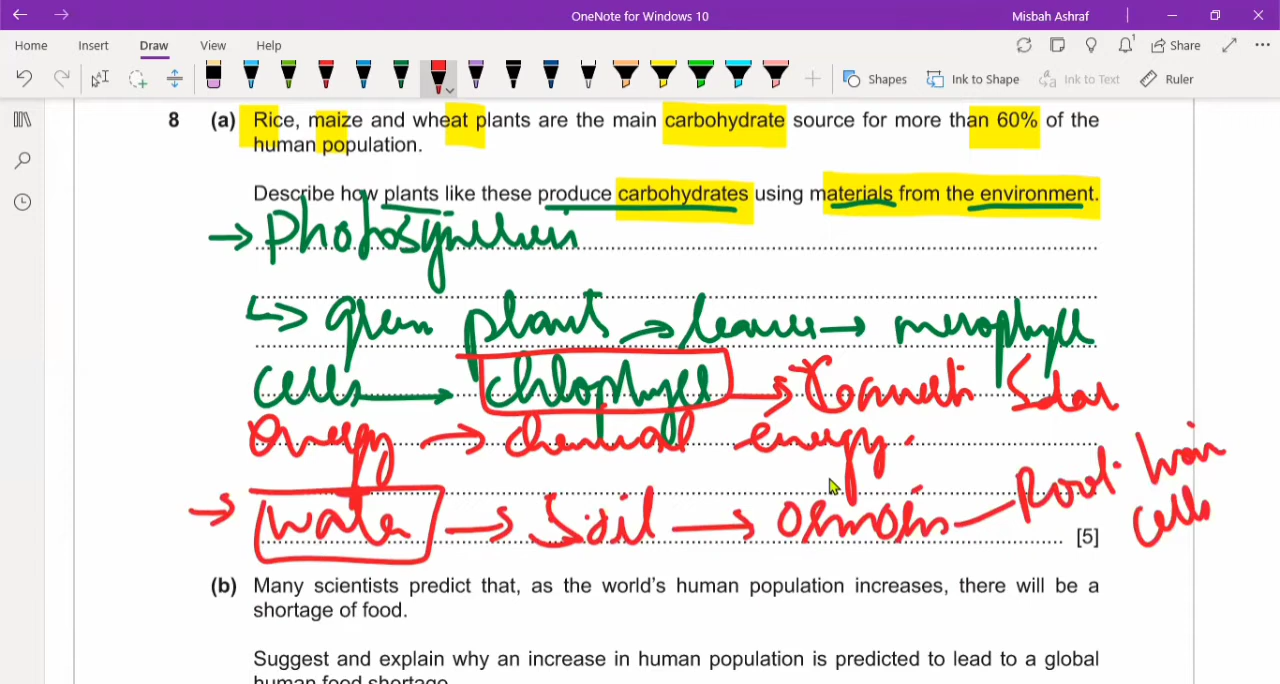 OneNote for Windows 10
Misbah Ashraf
Home Insert Draw View Help
Share
Shapes Ink to Shape Ink to Text Ruler
8 (a) Rice, maize and wheat plants are the main carbohydrate source for more than 60% of the
human population.
Describe how plants like these produce carbohydrates using materials from the environment.
→ Photosynthesis
↳ green plants → leaves → mesophyll
cells → chlophyll → solar
energy → chemical energy.
→ water → Soil → osmosis — Root hair
cells
[5]
(b) Many scientists predict that, as the world's human population increases, there will be a
shortage of food.
Suggest and explain why an increase in human population is predicted to lead to a global
human food shortage.